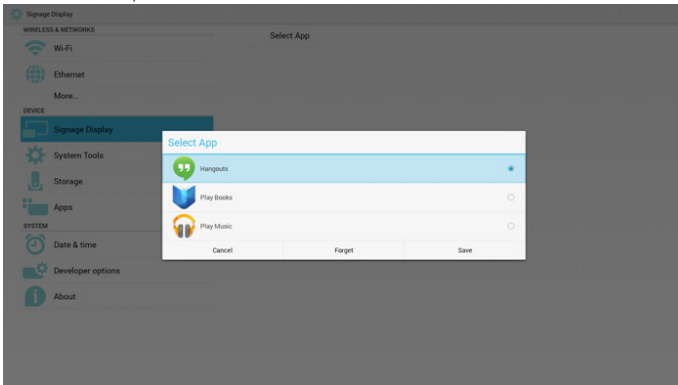 Signage Display
WIRELESS & NETWORKS
Wi-Fi
Ethernet
More...
DEVICE
Signage Display
System Tools
Storage
Apps
SYSTEM
Date & time
Developer options
About
Select App
Select App
Hangouts
Play Books
Play Music
Cancel Forget Save